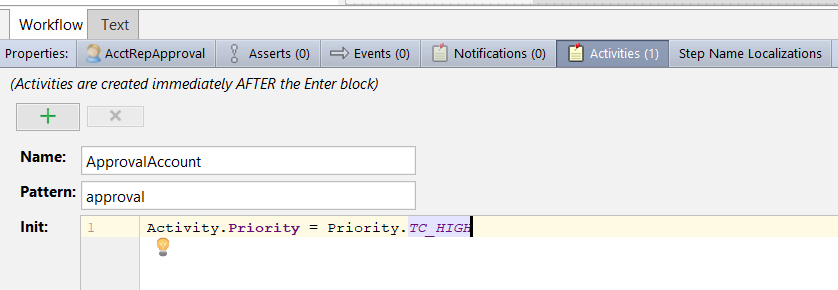 Workflow Text
Properties: AcctRepApproval Asserts (0) Events (0) Notifications (0) Activities (1) Step Name Localizations
(Activities are created immediately AFTER the Enter block)
Name: ApprovalAccount
Pattern: approval
Init: 1 Activity.Priority = Priority.TC_HIGH